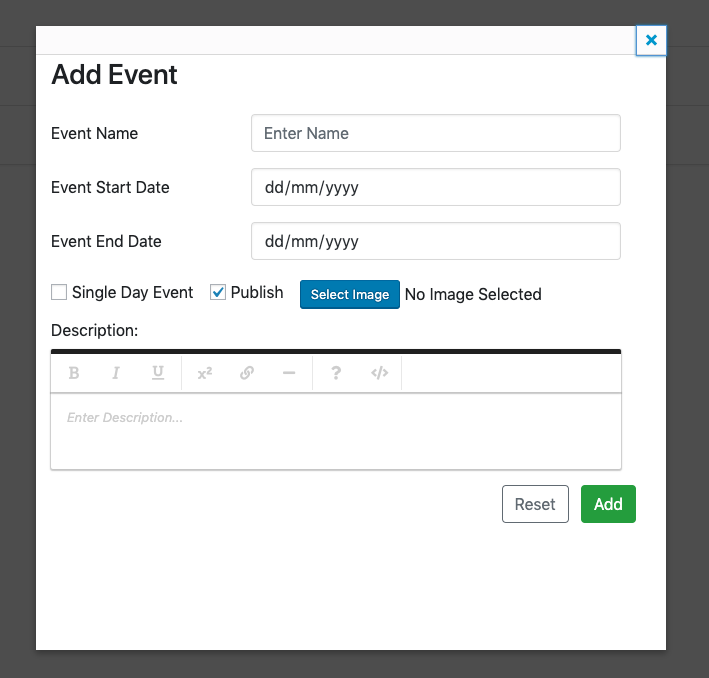 ×
Add Event
Event Name Enter Name
Event Start Date dd/mm/yyyy
Event End Date dd/mm/yyyy
Single Day Event Publish Select Image No Image Selected
Description:
B I U x² — ? </>
Enter Description...
Reset Add